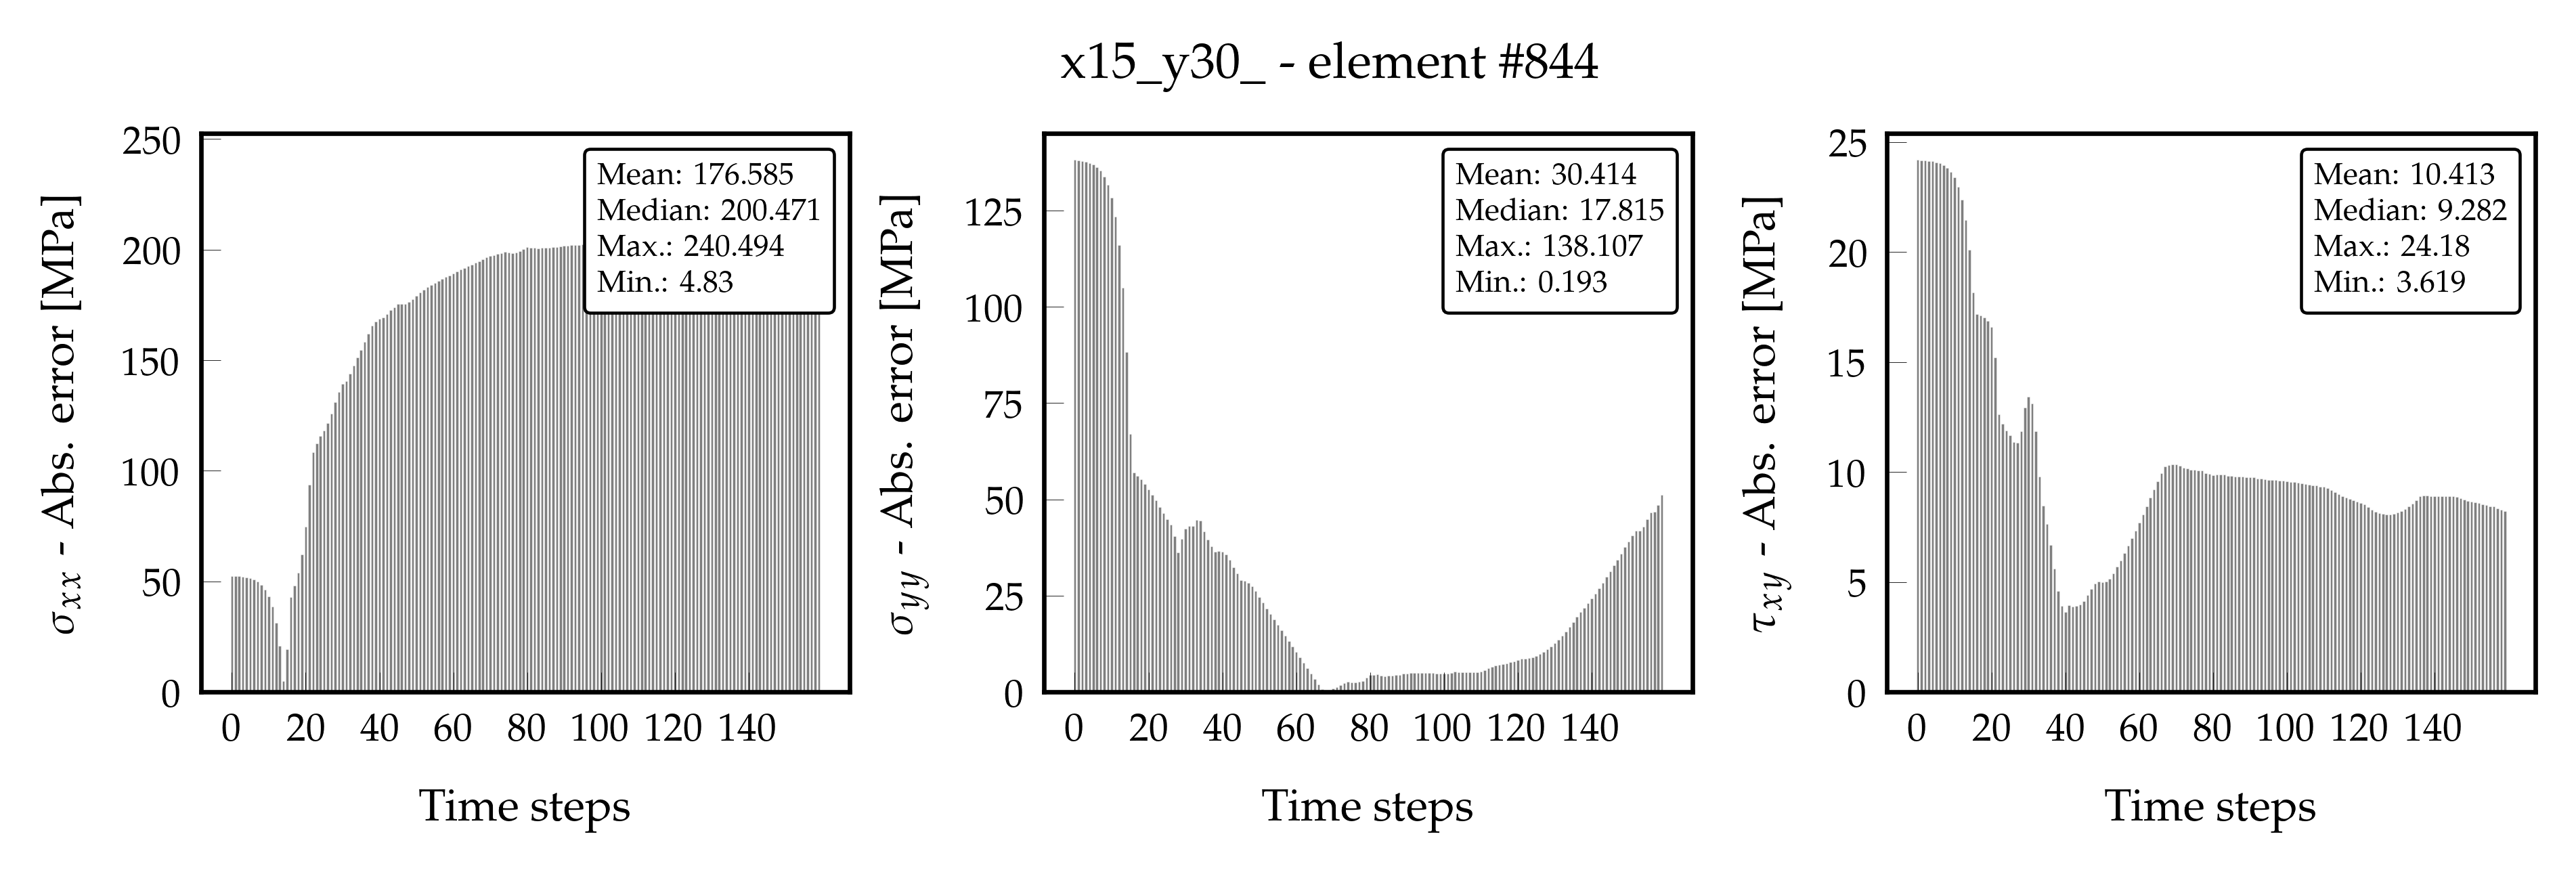 x15_y30_ - element #844
σxx - Abs. error [MPa]
250
200
150
100
50
0
Mean: 176.585
Median: 200.471
Max.: 240.494
Min.: 4.83
0 20 40 60 80 100 120 140
Time steps
σyy - Abs. error [MPa]
125
100
75
50
25
0
Mean: 30.414
Median: 17.815
Max.: 138.107
Min.: 0.193
0 20 40 60 80 100 120 140
Time steps
τxy - Abs. error [MPa]
25
20
15
10
5
0
Mean: 10.413
Median: 9.282
Max.: 24.18
Min.: 3.619
0 20 40 60 80 100 120 140
Time steps